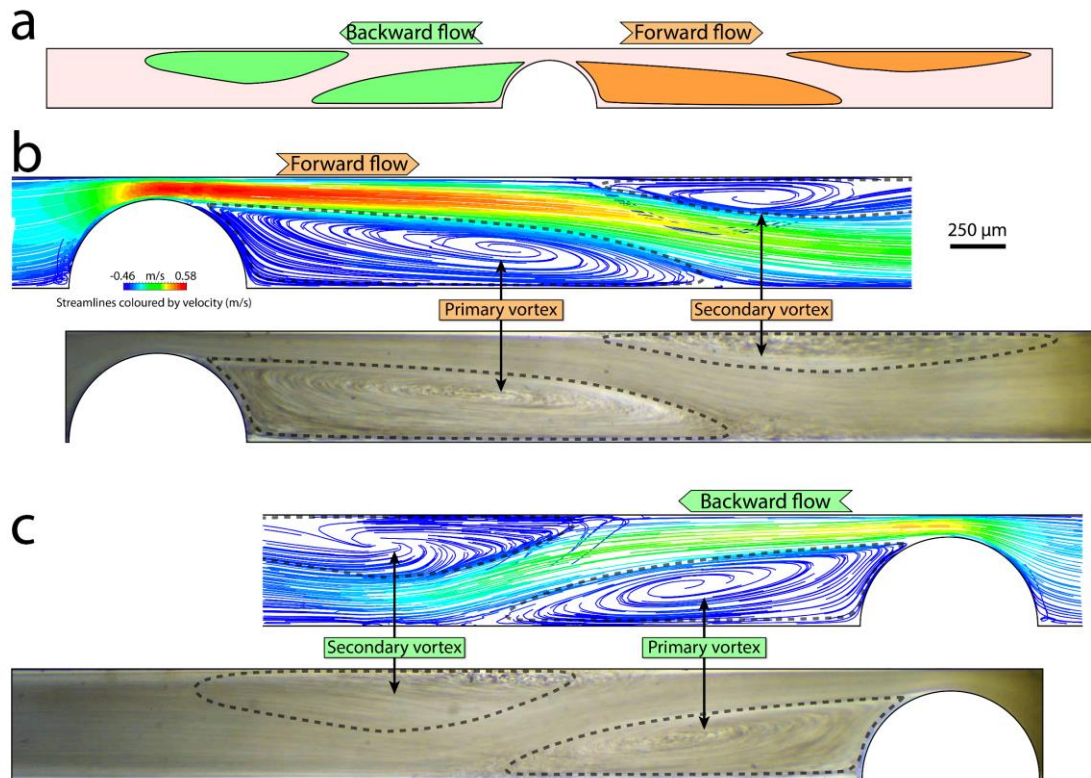 a
Backward flow
Forward flow
b
Forward flow
250 µm
-0.46 m/s 0.58
Streamlines coloured by velocity (m/s)
Primary vortex
Secondary vortex
c
Backward flow
Secondary vortex
Primary vortex